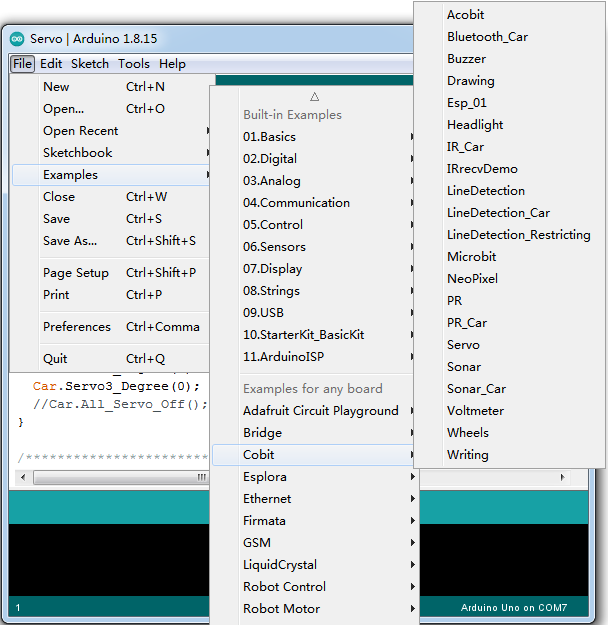 Servo | Arduino 1.8.15
File Edit Sketch Tools Help
New Ctrl+N
Open... Ctrl+O
Open Recent
Sketchbook
Examples
Close Ctrl+W
Save Ctrl+S
Save As... Ctrl+Shift+S
Page Setup Ctrl+Shift+P
Print Ctrl+P
Preferences Ctrl+Comma
Quit Ctrl+Q
Car.Servo3_Degree(0);
//Car.All_Servo_Off();
}
/*************************
1
Built-in Examples
01.Basics
02.Digital
03.Analog
04.Communication
05.Control
06.Sensors
07.Display
08.Strings
09.USB
10.StarterKit_BasicKit
11.ArduinoISP
Examples for any board
Adafruit Circuit Playground
Bridge
Cobit
Esplora
Ethernet
Firmata
GSM
LiquidCrystal
Robot Control
Robot Motor
Acobit
Bluetooth_Car
Buzzer
Drawing
Esp_01
Headlight
IR_Car
IRrecvDemo
LineDetection
LineDetection_Car
LineDetection_Restricting
Microbit
NeoPixel
PR
PR_Car
Servo
Sonar
Sonar_Car
Voltmeter
Wheels
Writing
Arduino Uno on COM7